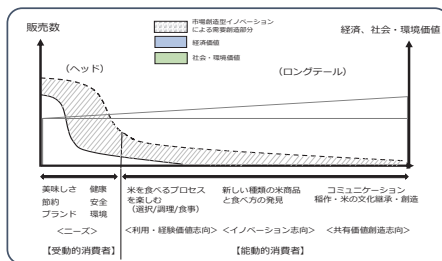 販売数
市場創造型イノベーション
による需要創造部分
経済価値
社会・環境価値
経済、社会・環境価値
(ヘッド)
(ロングテール)
美味しさ 健康
節約 安全
ブランド 環境
<ニーズ>
【受動的消費者】
米を食べるプロセス
を楽しむ
(選択/調理/食事)
<利用・経験価値志向>
新しい種類の米商品
と食べ方の発見
<イノベーション志向>
コミュニケーション
稲作・米の文化継承・創造
<共有価値創造志向>
【能動的消費者】